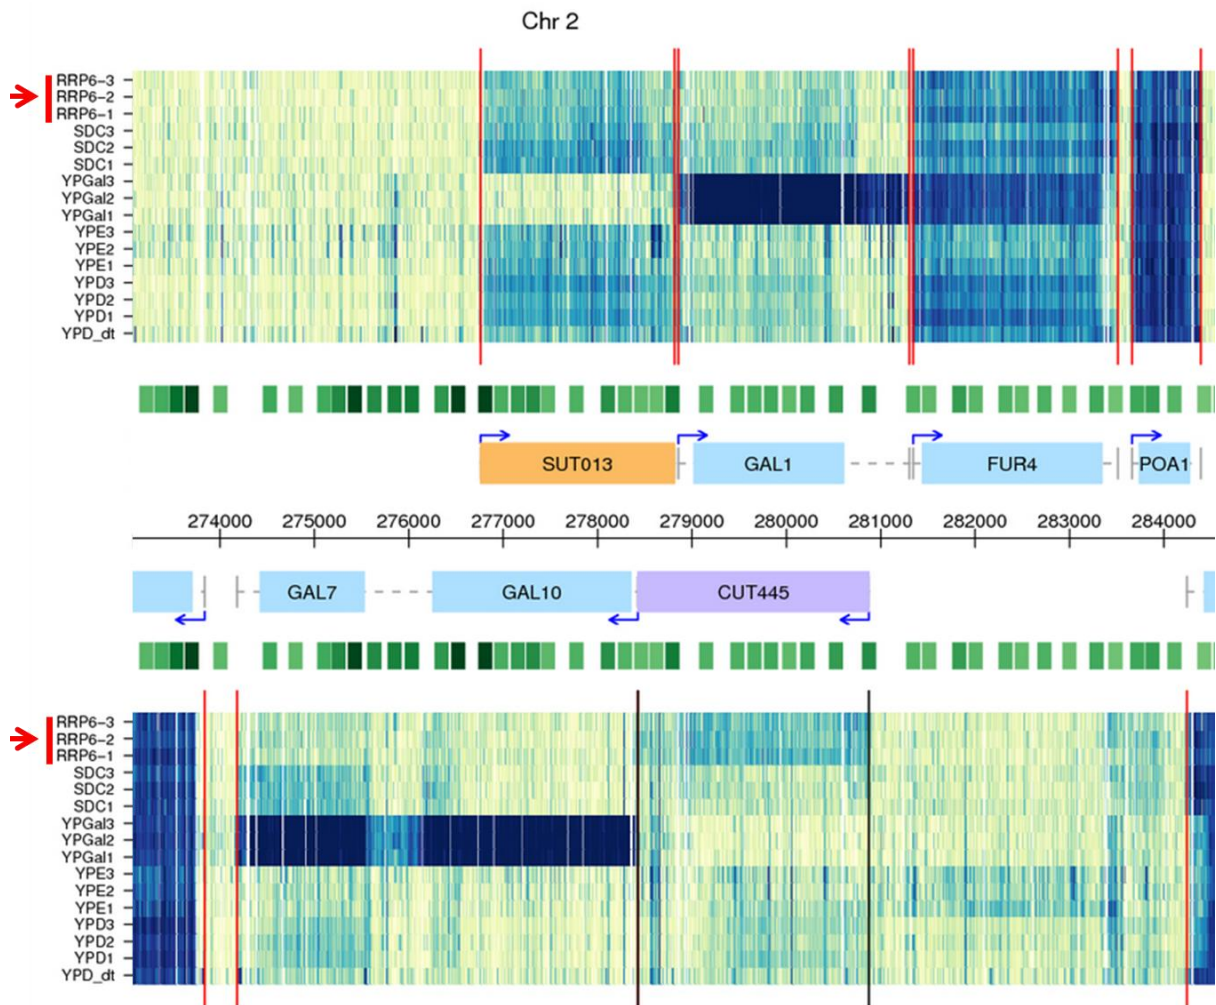 Chr 2
RRP6-3
RRP6-2
RRP6-1
SDC3
SDC2
SDC1
YPGal3
YPGal2
YPGal1
YPE3
YPE2
YPE1
YPD3
YPD2
YPD1
YPD_dt
SUT013 GAL1 FUR4 POA1
274000 275000 276000 277000 278000 279000 280000 281000 282000 283000 284000
GAL7 GAL10 CUT445
RRP6-3
RRP6-2
RRP6-1
SDC3
SDC2
SDC1
YPGal3
YPGal2
YPGal1
YPE3
YPE2
YPE1
YPD3
YPD2
YPD1
YPD_dt